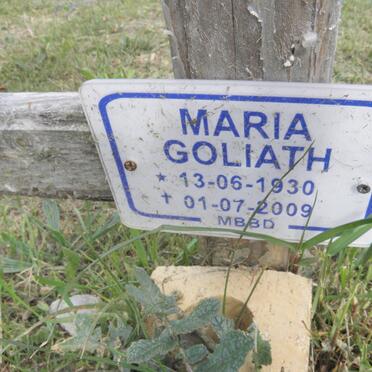 MARIA
GOLIATH
* 13-06-1930
✝ 01-07-2009
MBBD